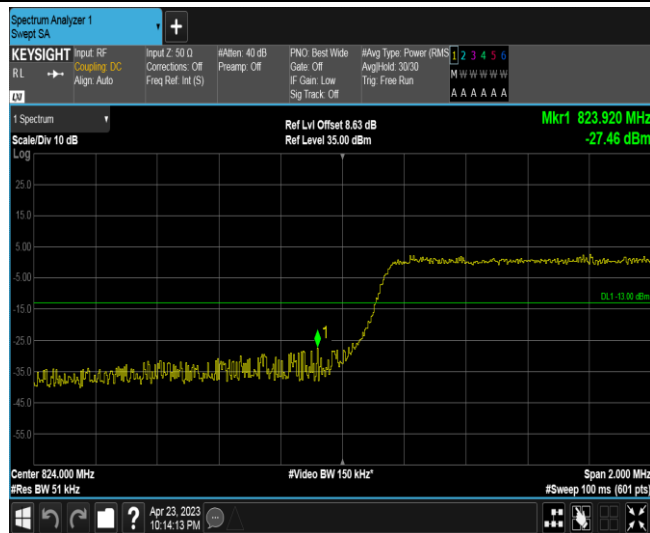 Spectrum Analyzer 1
Swept SA
KEYSIGHT
RL
Input: RF
Coupling: DC
Align: Auto
Input Z: 50 Ω
Corrections: Off
Freq Ref: Int (S)
#Atten: 40 dB
Preamp: Off
PNO: Best Wide
Gate: Off
IF Gain: Low
Sig Track: Off
#Avg Type: Power (RMS
Avg|Hold: 30/30
Trig: Free Run
1 2 3 4 5 6
M W W W W W
A A A A A A
1 Spectrum
Scale/Div 10 dB
Log
Ref Lvl Offset 8.63 dB
Ref Level 35.00 dBm
Mkr1 823.920 MHz
-27.46 dBm
25.0
15.0
5.00
-5.00
DL1 -13.00 dBm
-15.0
1
-25.0
-35.0
-45.0
-55.0
Center 824.000 MHz
#Video BW 150 kHz*
Span 2.000 MHz
#Res BW 51 kHz
#Sweep 100 ms (601 pts)
?
Apr 23, 2023
10:14:13 PM